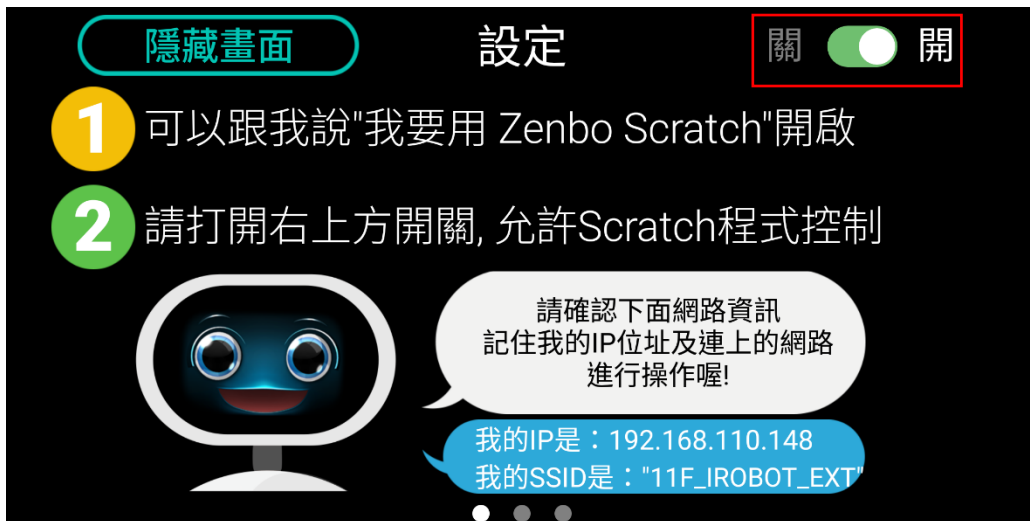 隱藏畫面
設定
關 開
1 可以跟我說"我要用 Zenbo Scratch"開啟
2 請打開右上方開關, 允許Scratch程式控制
請確認下面網路資訊
記住我的IP位址及連上的網路
進行操作喔!
我的IP是：192.168.110.148
我的SSID是："11F_IROBOT_EXT"